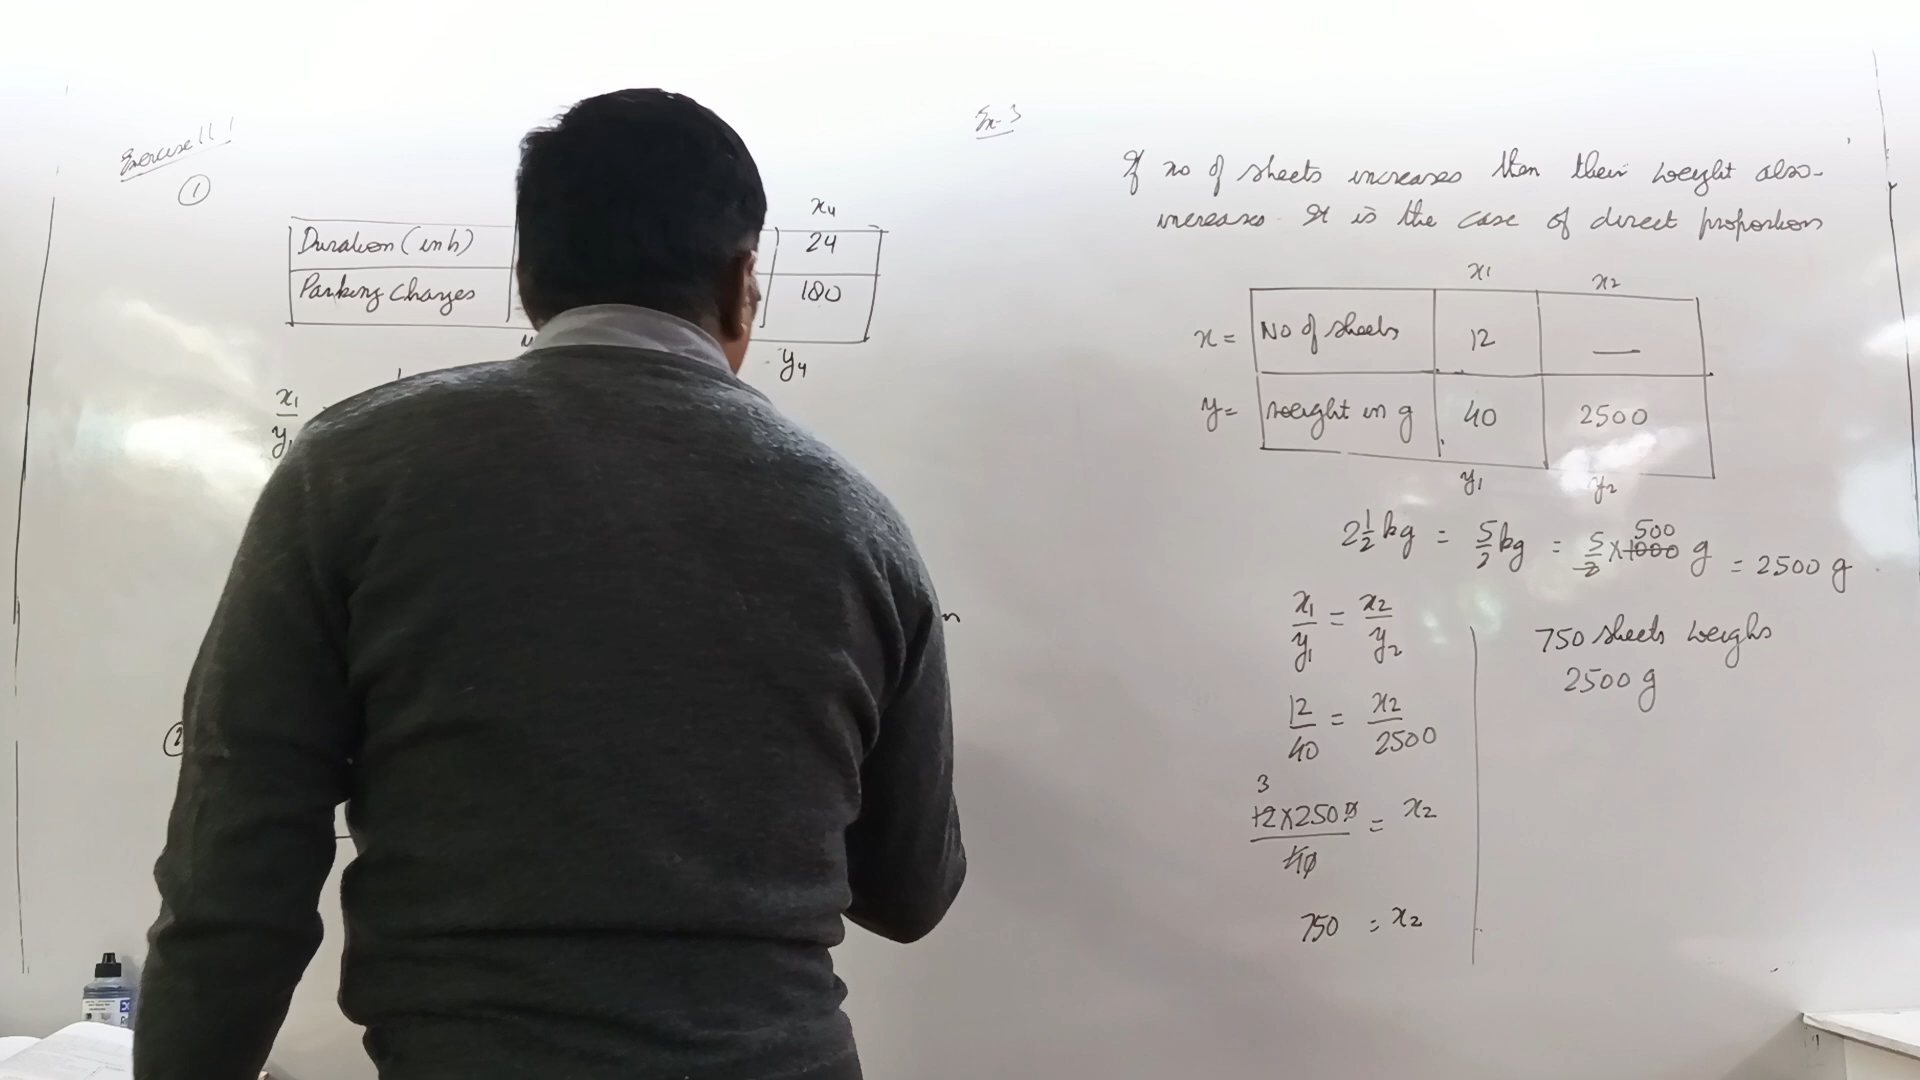 Exercise 11.1
①
x4
Duration (in h) 24
Parking Charges 180
y4
x1
y1
②
Ex-3
If no of sheets increases then their weight also
increases. It is the case of direct proportion
x1 x2
x = No of sheets 12 —
y = weight in g 40 2500
y1 y2
2 1/2 kg = 5/2 kg = 5/2 × 1000 g = 2500 g
500
x1/y1 = x2/y2
12/40 = x2/2500
3
12×2500/40 = x2
750 = x2
750 sheets weighs
2500 g